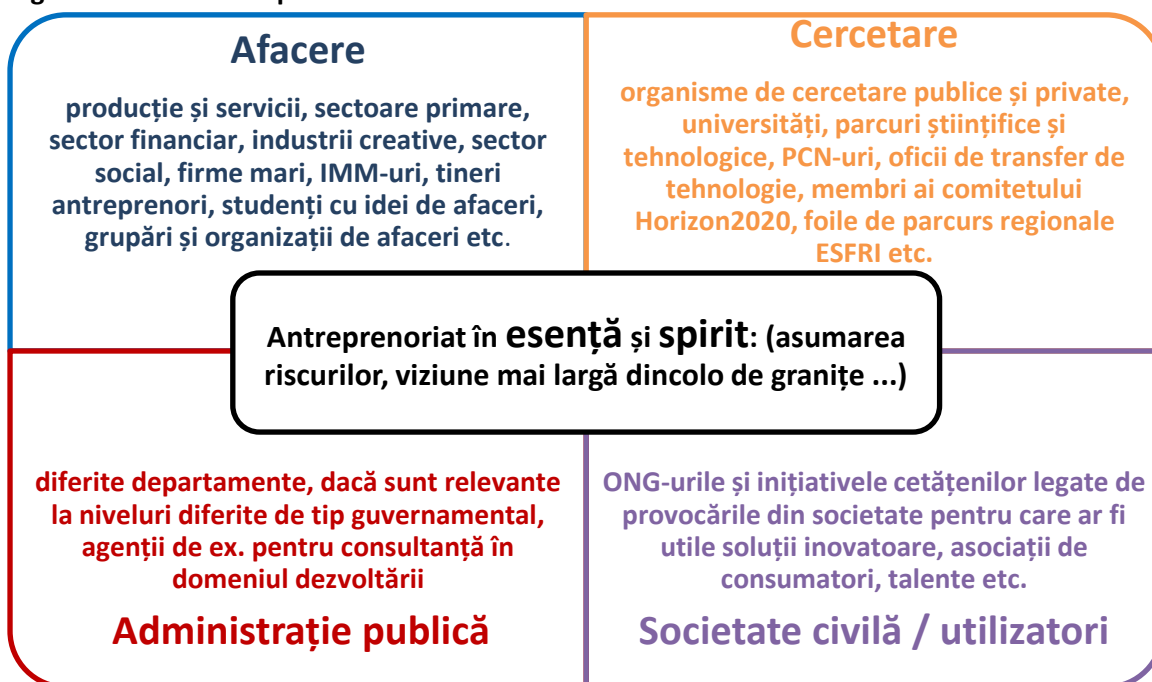 Afacere
producție și servicii, sectoare primare,
sector financiar, industrii creative, sector
social, firme mari, IMM-uri, tineri
antreprenori, studenți cu idei de afaceri,
grupări și organizații de afaceri etc.
Cercetare
organisme de cercetare publice și private,
universități, parcuri științifice și
tehnologice, PCN-uri, oficii de transfer de
tehnologie, membri ai comitetului
Horizon2020, foile de parcurs regionale
ESFRI etc.
Antreprenoriat în esență și spirit: (asumarea
riscurilor, viziune mai largă dincolo de granițe ...)
diferite departamente, dacă sunt relevante
la niveluri diferite de tip guvernamental,
agenții de ex. pentru consultanță în
domeniul dezvoltării
Administrație publică
ONG-urile și inițiativele cetățenilor legate de
provocările din societate pentru care ar fi
utile soluții inovatoare, asociații de
consumatori, talente etc.
Societate civilă / utilizatori